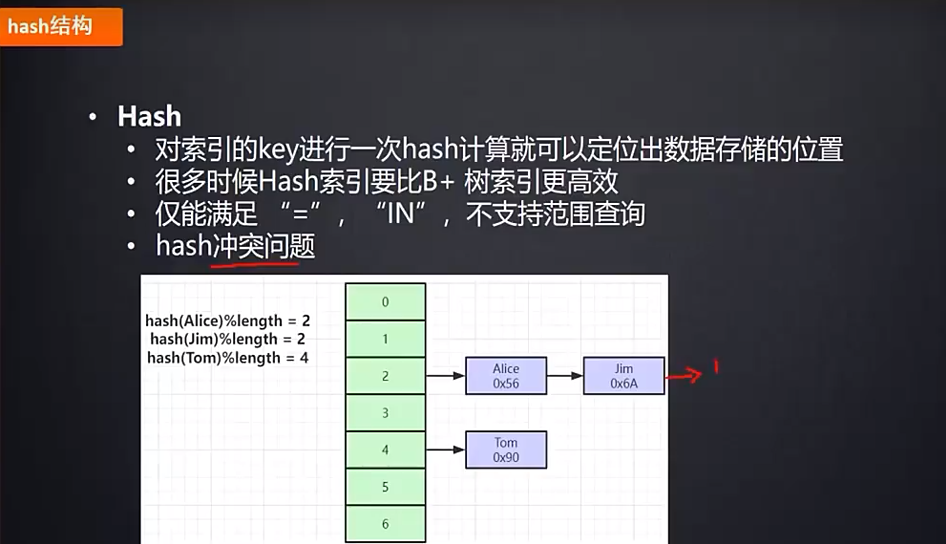 hash结构
Hash
对索引的key进行一次hash计算就可以定位出数据存储的位置
很多时候Hash索引要比B+ 树索引更高效
仅能满足 “=”，“IN”，不支持范围查询
hash冲突问题
hash(Alice)%length = 2
hash(Jim)%length = 2
hash(Tom)%length = 4
0
1
2
Alice
0x56
Jim
0x6A
3
4
Tom
0x90
5
6